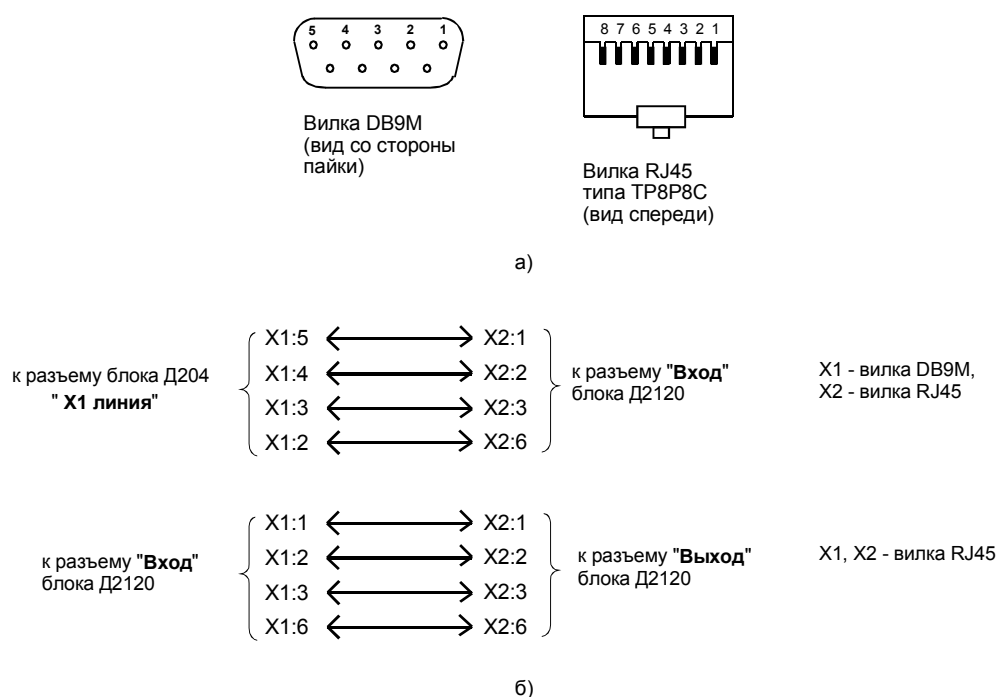 5 4 3 2 1
8 7 6 5 4 3 2 1
Вилка DB9M
(вид со стороны
пайки)
Вилка RJ45
типа TP8P8C
(вид спереди)
а)
к разъему блока Д204
" X1 линия"
X1:5 X2:1
X1:4 X2:2
X1:3 X2:3
X1:2 X2:6
к разъему "Вход"
блока Д2120
X1 - вилка DB9M,
X2 - вилка RJ45
к разъему "Вход"
блока Д2120
X1:1 X2:1
X1:2 X2:2
X1:3 X2:3
X1:6 X2:6
к разъему "Выход"
блока Д2120
X1, X2 - вилка RJ45
б)